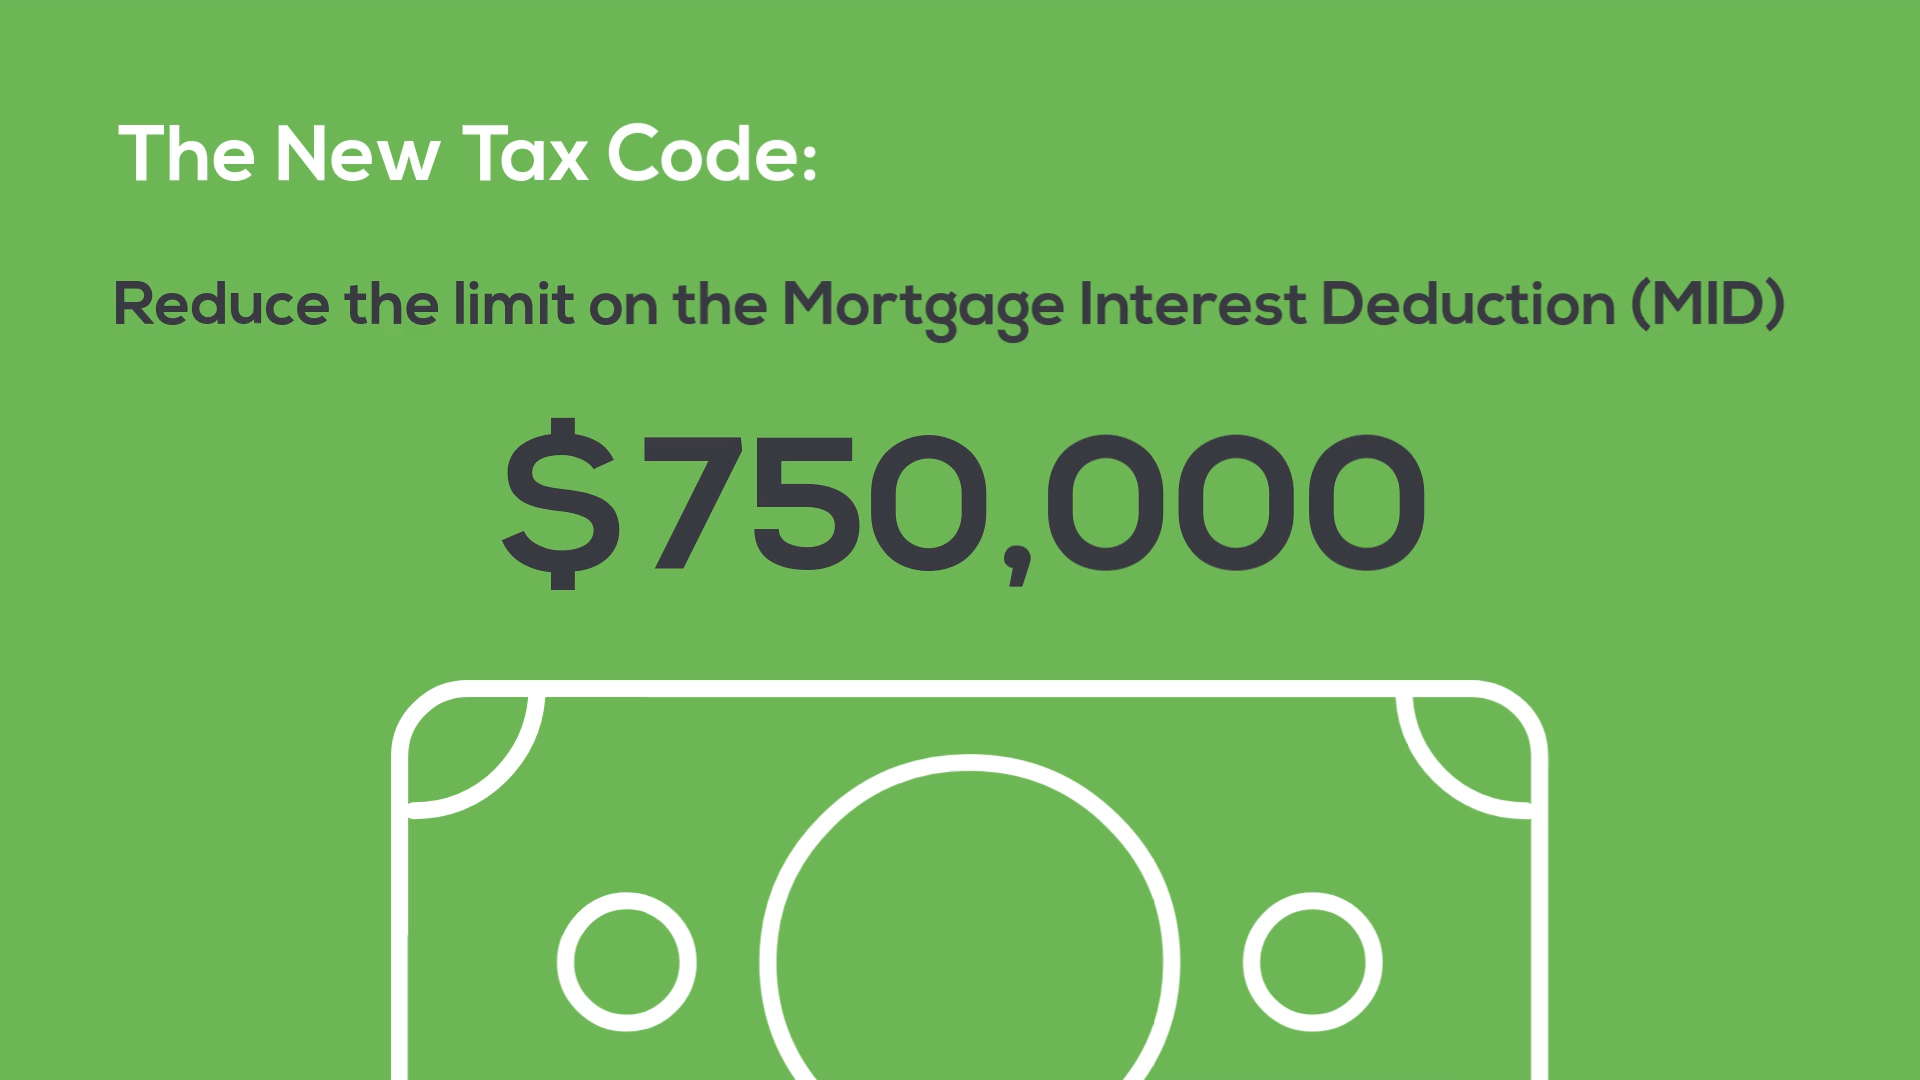 The New Tax Code:
Reduce the limit on the Mortgage Interest Deduction (MID)
$750,000